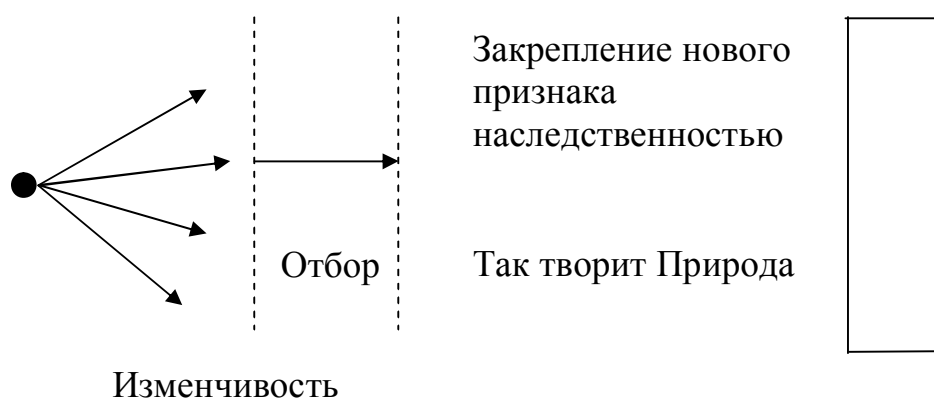 Закрепление нового
признака
наследственностью
Отбор
Так творит Природа
Изменчивость